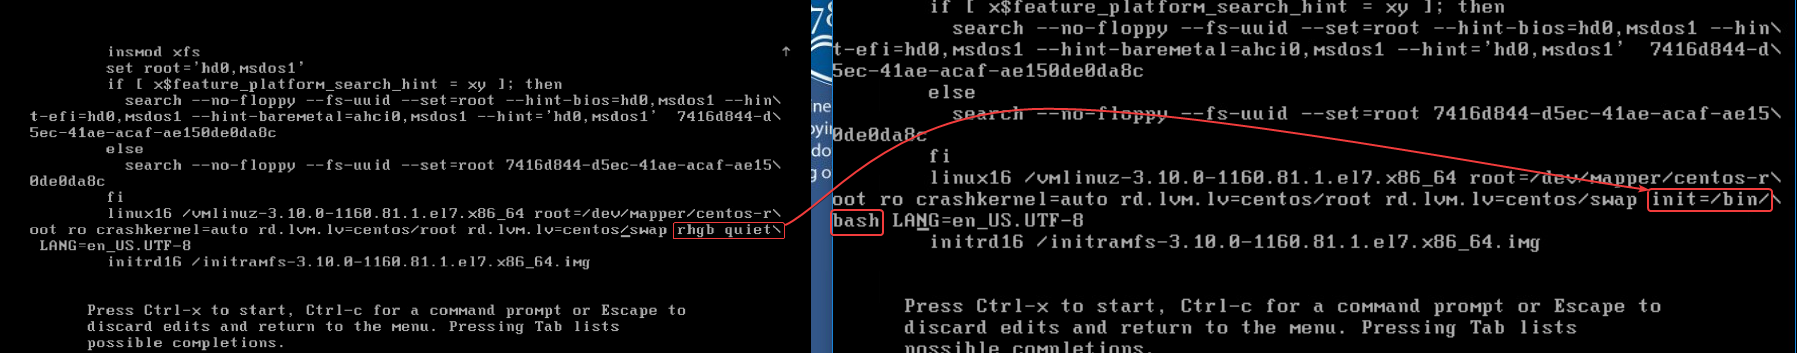 insmod xfs
↑
set root='hd0,msdos1'
if [ x$feature_platform_search_hint = xy ]; then
search --no-floppy --fs-uuid --set=root --hint-bios=hd0,msdos1 --hin\
t-efi=hd0,msdos1 --hint-baremetal=ahci0,msdos1 --hint='hd0,msdos1'  7416d844-d\
5ec-41ae-acaf-ae150de0da8c
else
search --no-floppy --fs-uuid --set=root 7416d844-d5ec-41ae-acaf-ae15\
0de0da8c
fi
linux16 /vmlinuz-3.10.0-1160.81.1.el7.x86_64 root=/dev/mapper/centos-r\
oot ro crashkernel=auto rd.lvm.lv=centos/root rd.lvm.lv=centos/swap rhgb quiet\
LANG=en_US.UTF-8
initrd16 /initramfs-3.10.0-1160.81.1.el7.x86_64.img
Press Ctrl-x to start, Ctrl-c for a command prompt or Escape to
discard edits and return to the menu. Pressing Tab lists
possible completions.
if [ x$feature_platform_search_hint = xy ]; then
search --no-floppy --fs-uuid --set=root --hint-bios=hd0,msdos1 --hin\
t-efi=hd0,msdos1 --hint-baremetal=ahci0,msdos1 --hint='hd0,msdos1'  7416d844-d\
5ec-41ae-acaf-ae150de0da8c
else
search --no-floppy --fs-uuid --set=root 7416d844-d5ec-41ae-acaf-ae15\
0de0da8c
fi
linux16 /vmlinuz-3.10.0-1160.81.1.el7.x86_64 root=/dev/mapper/centos-r\
oot ro crashkernel=auto rd.lvm.lv=centos/root rd.lvm.lv=centos/swap init=/bin/\
bash LANG=en_US.UTF-8
initrd16 /initramfs-3.10.0-1160.81.1.el7.x86_64.img
Press Ctrl-x to start, Ctrl-c for a command prompt or Escape to
discard edits and return to the menu. Pressing Tab lists
possible completions.